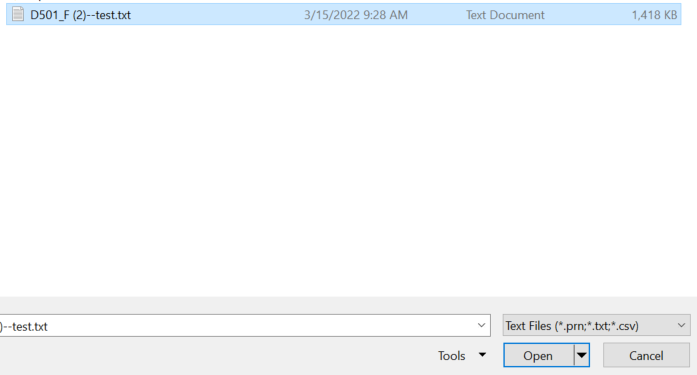 D501_F (2)--test.txt 3/15/2022 9:28 AM Text Document 1,418 KB
)--test.txt Text Files (*.prn;*.txt;*.csv)
Tools Open Cancel